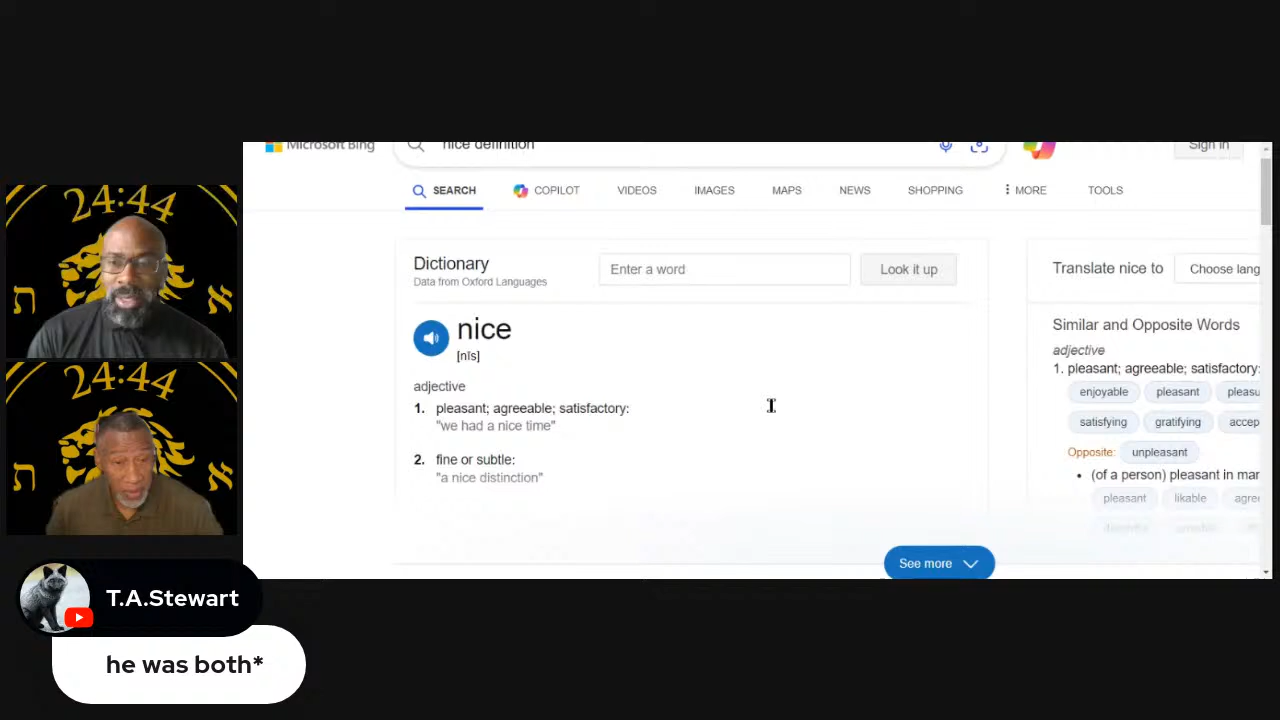 Microsoft Bing
nice definition
Sign in
SEARCH
COPILOT
VIDEOS
IMAGES
MAPS
NEWS
SHOPPING
MORE
TOOLS
Dictionary
Data from Oxford Languages
Enter a word
Look it up
nice
[nīs]
adjective
1. pleasant; agreeable; satisfactory:
"we had a nice time"
2. fine or subtle:
"a nice distinction"
See more
Translate nice to
Choose lang
Similar and Opposite Words
adjective
1. pleasant; agreeable; satisfactory:
enjoyable pleasant pleasu
satisfying gratifying accep
Opposite: unpleasant
• (of a person) pleasant in mar
pleasant likable agre
24:44
ת א
24:44
ת א
T.A.Stewart
he was both*